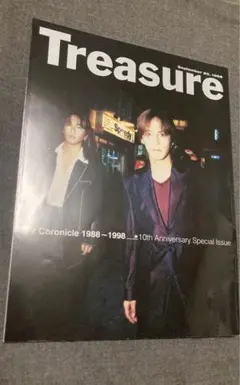 Treasure
Chronicle 1988~1998
10th Anniversary Special Issue